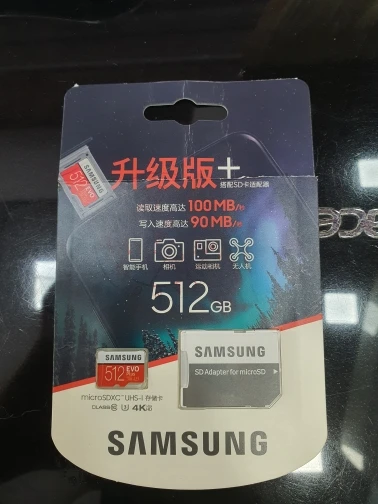 512 EVO
SAMSUNG
升级版+
搭配SD卡适配器
读取速度高达 100 MB/s
写入速度高达 90 MB/s
智能手机
相机
运动相机
无人机
512GB
SAMSUNG
512 EVO
SAMSUNG
SD Adapter for microSD
microSDXC UHS-I 存储卡
CLASS⑩ 3 4K
SAMSUNG